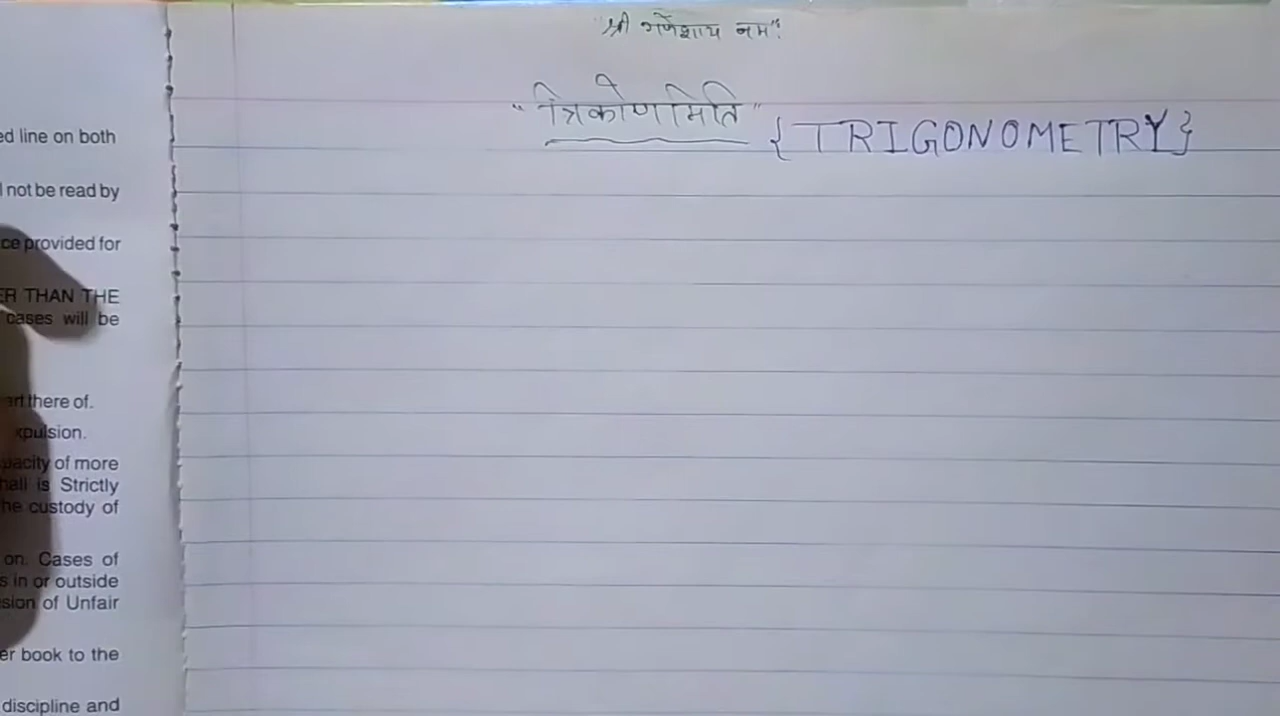 "श्री गणेशाय नम":
"त्रिकोणमिति" { TRIGONOMETRY }
ed line on both
not be read by
ce provided for
ER THAN THE
cases will be
art there of.
xpulsion.
pacity of more
hall is Strictly
he custody of
on. Cases of
s in or outside
sion of Unfair
er book to the
discipline and